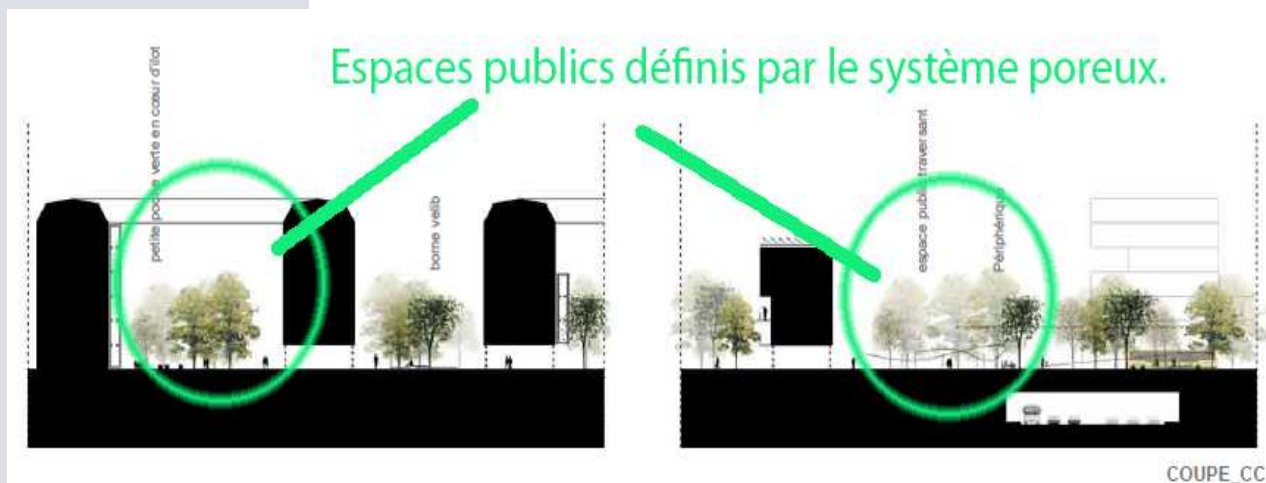 Espaces publics définis par le système poreux.
petite poche verte en cœur d'ilot
borne velib
espace public traversant
Périphérique
COUPE_CC